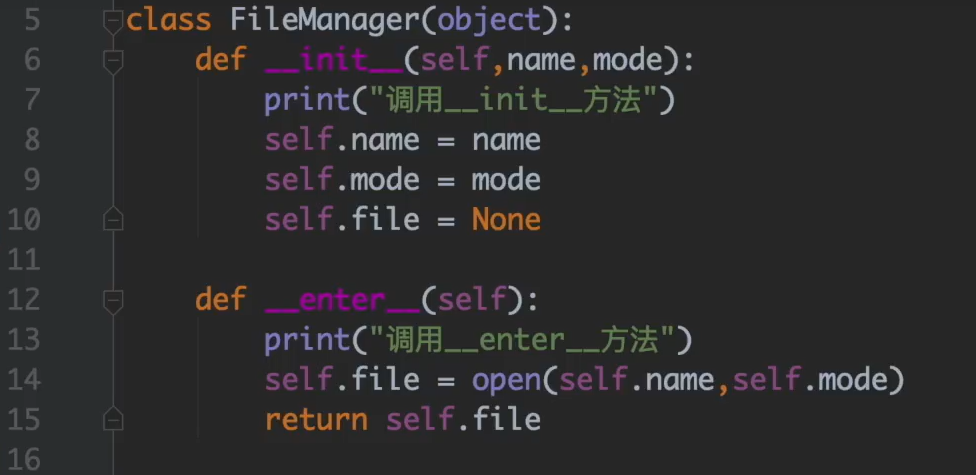 5 class FileManager(object):
6     def __init__(self,name,mode):
7         print("调用__init__方法")
8         self.name = name
9         self.mode = mode
10         self.file = None
11
12     def __enter__(self):
13         print("调用__enter__方法")
14         self.file = open(self.name,self.mode)
15         return self.file
16